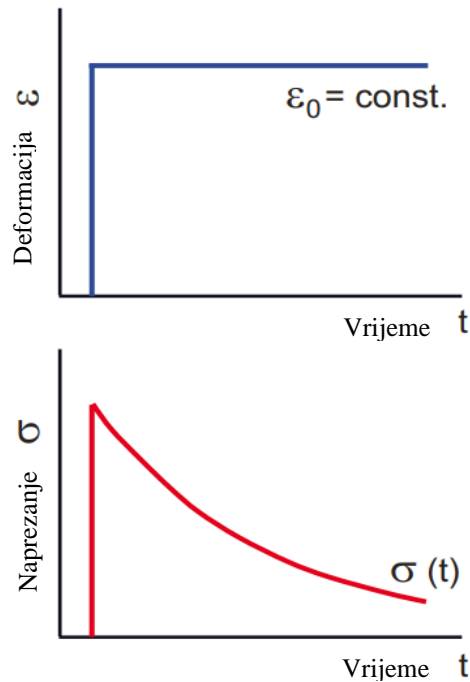 Deformacija ε
ε₀ = const.
Vrijeme t
Naprezanje σ
σ (t)
Vrijeme t